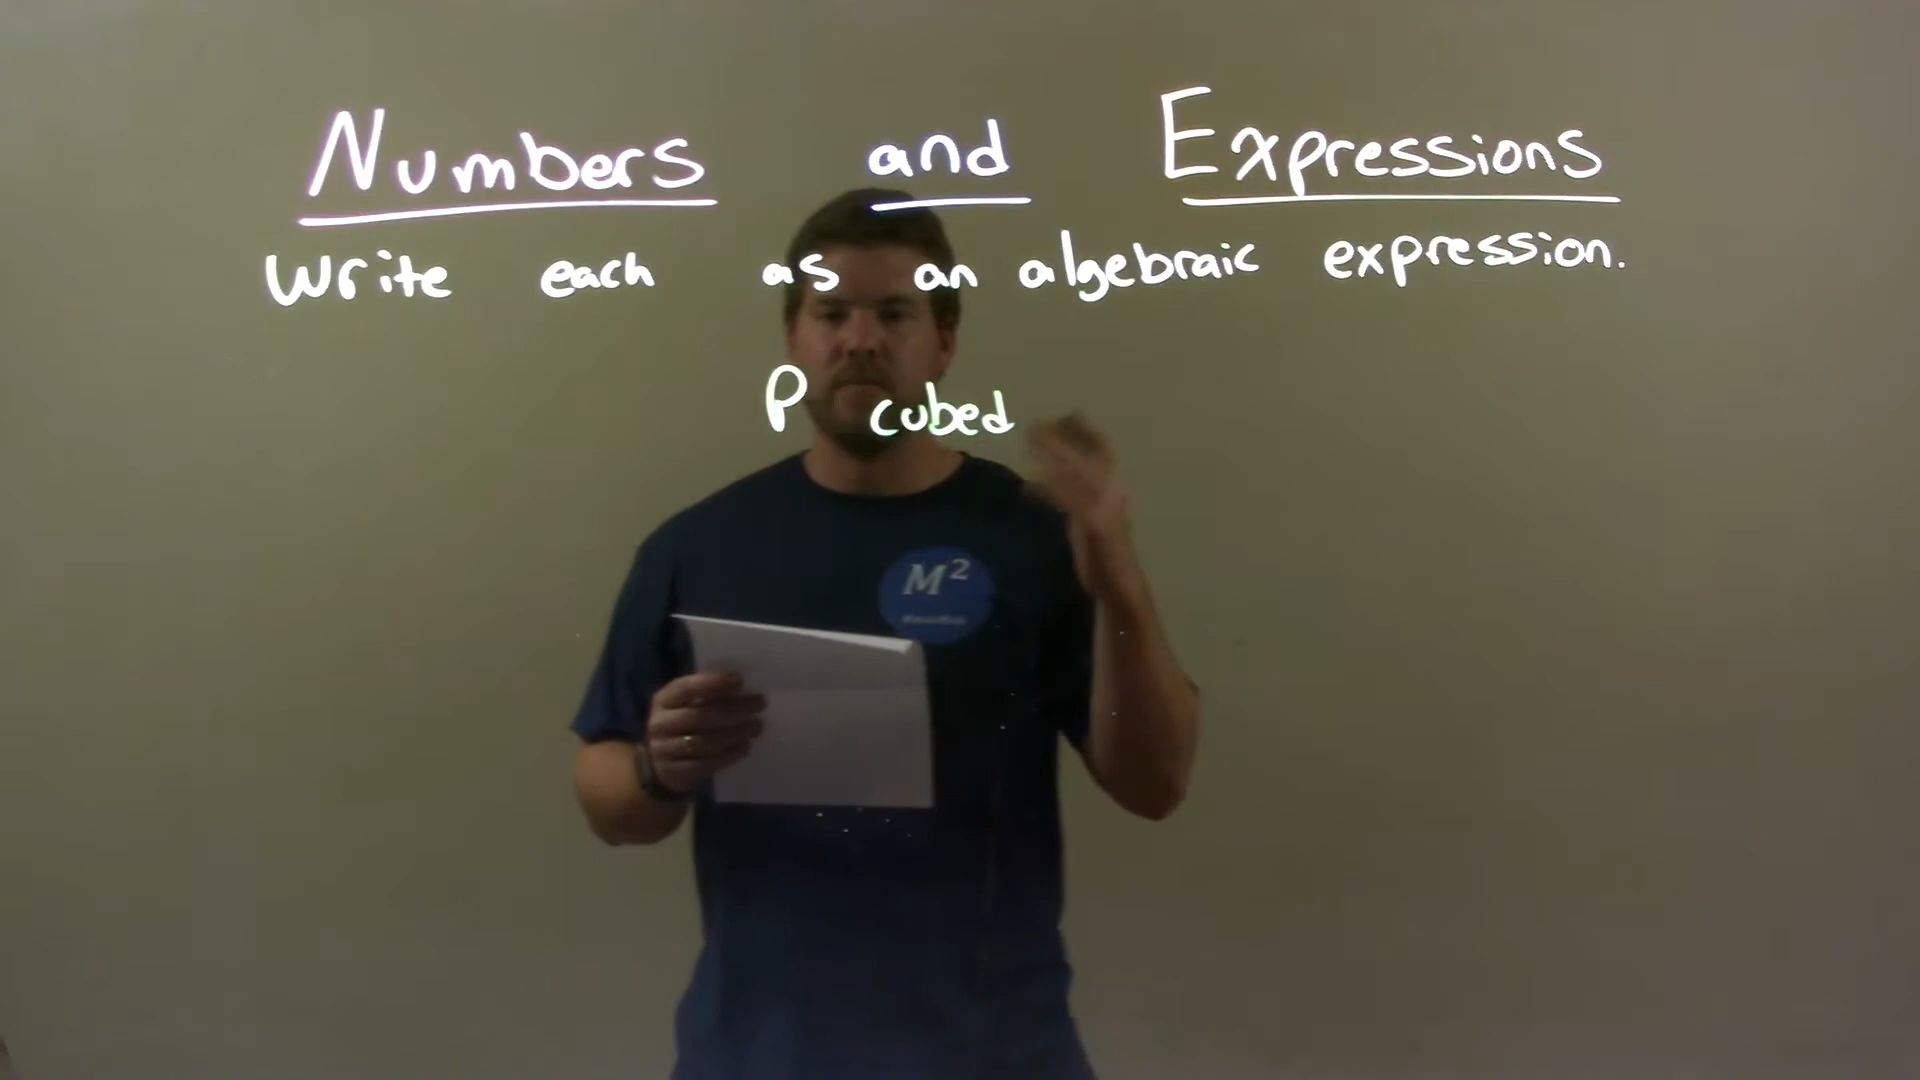 Numbers and Expressions
Write each as an algebraic expression.
P cubed
M²